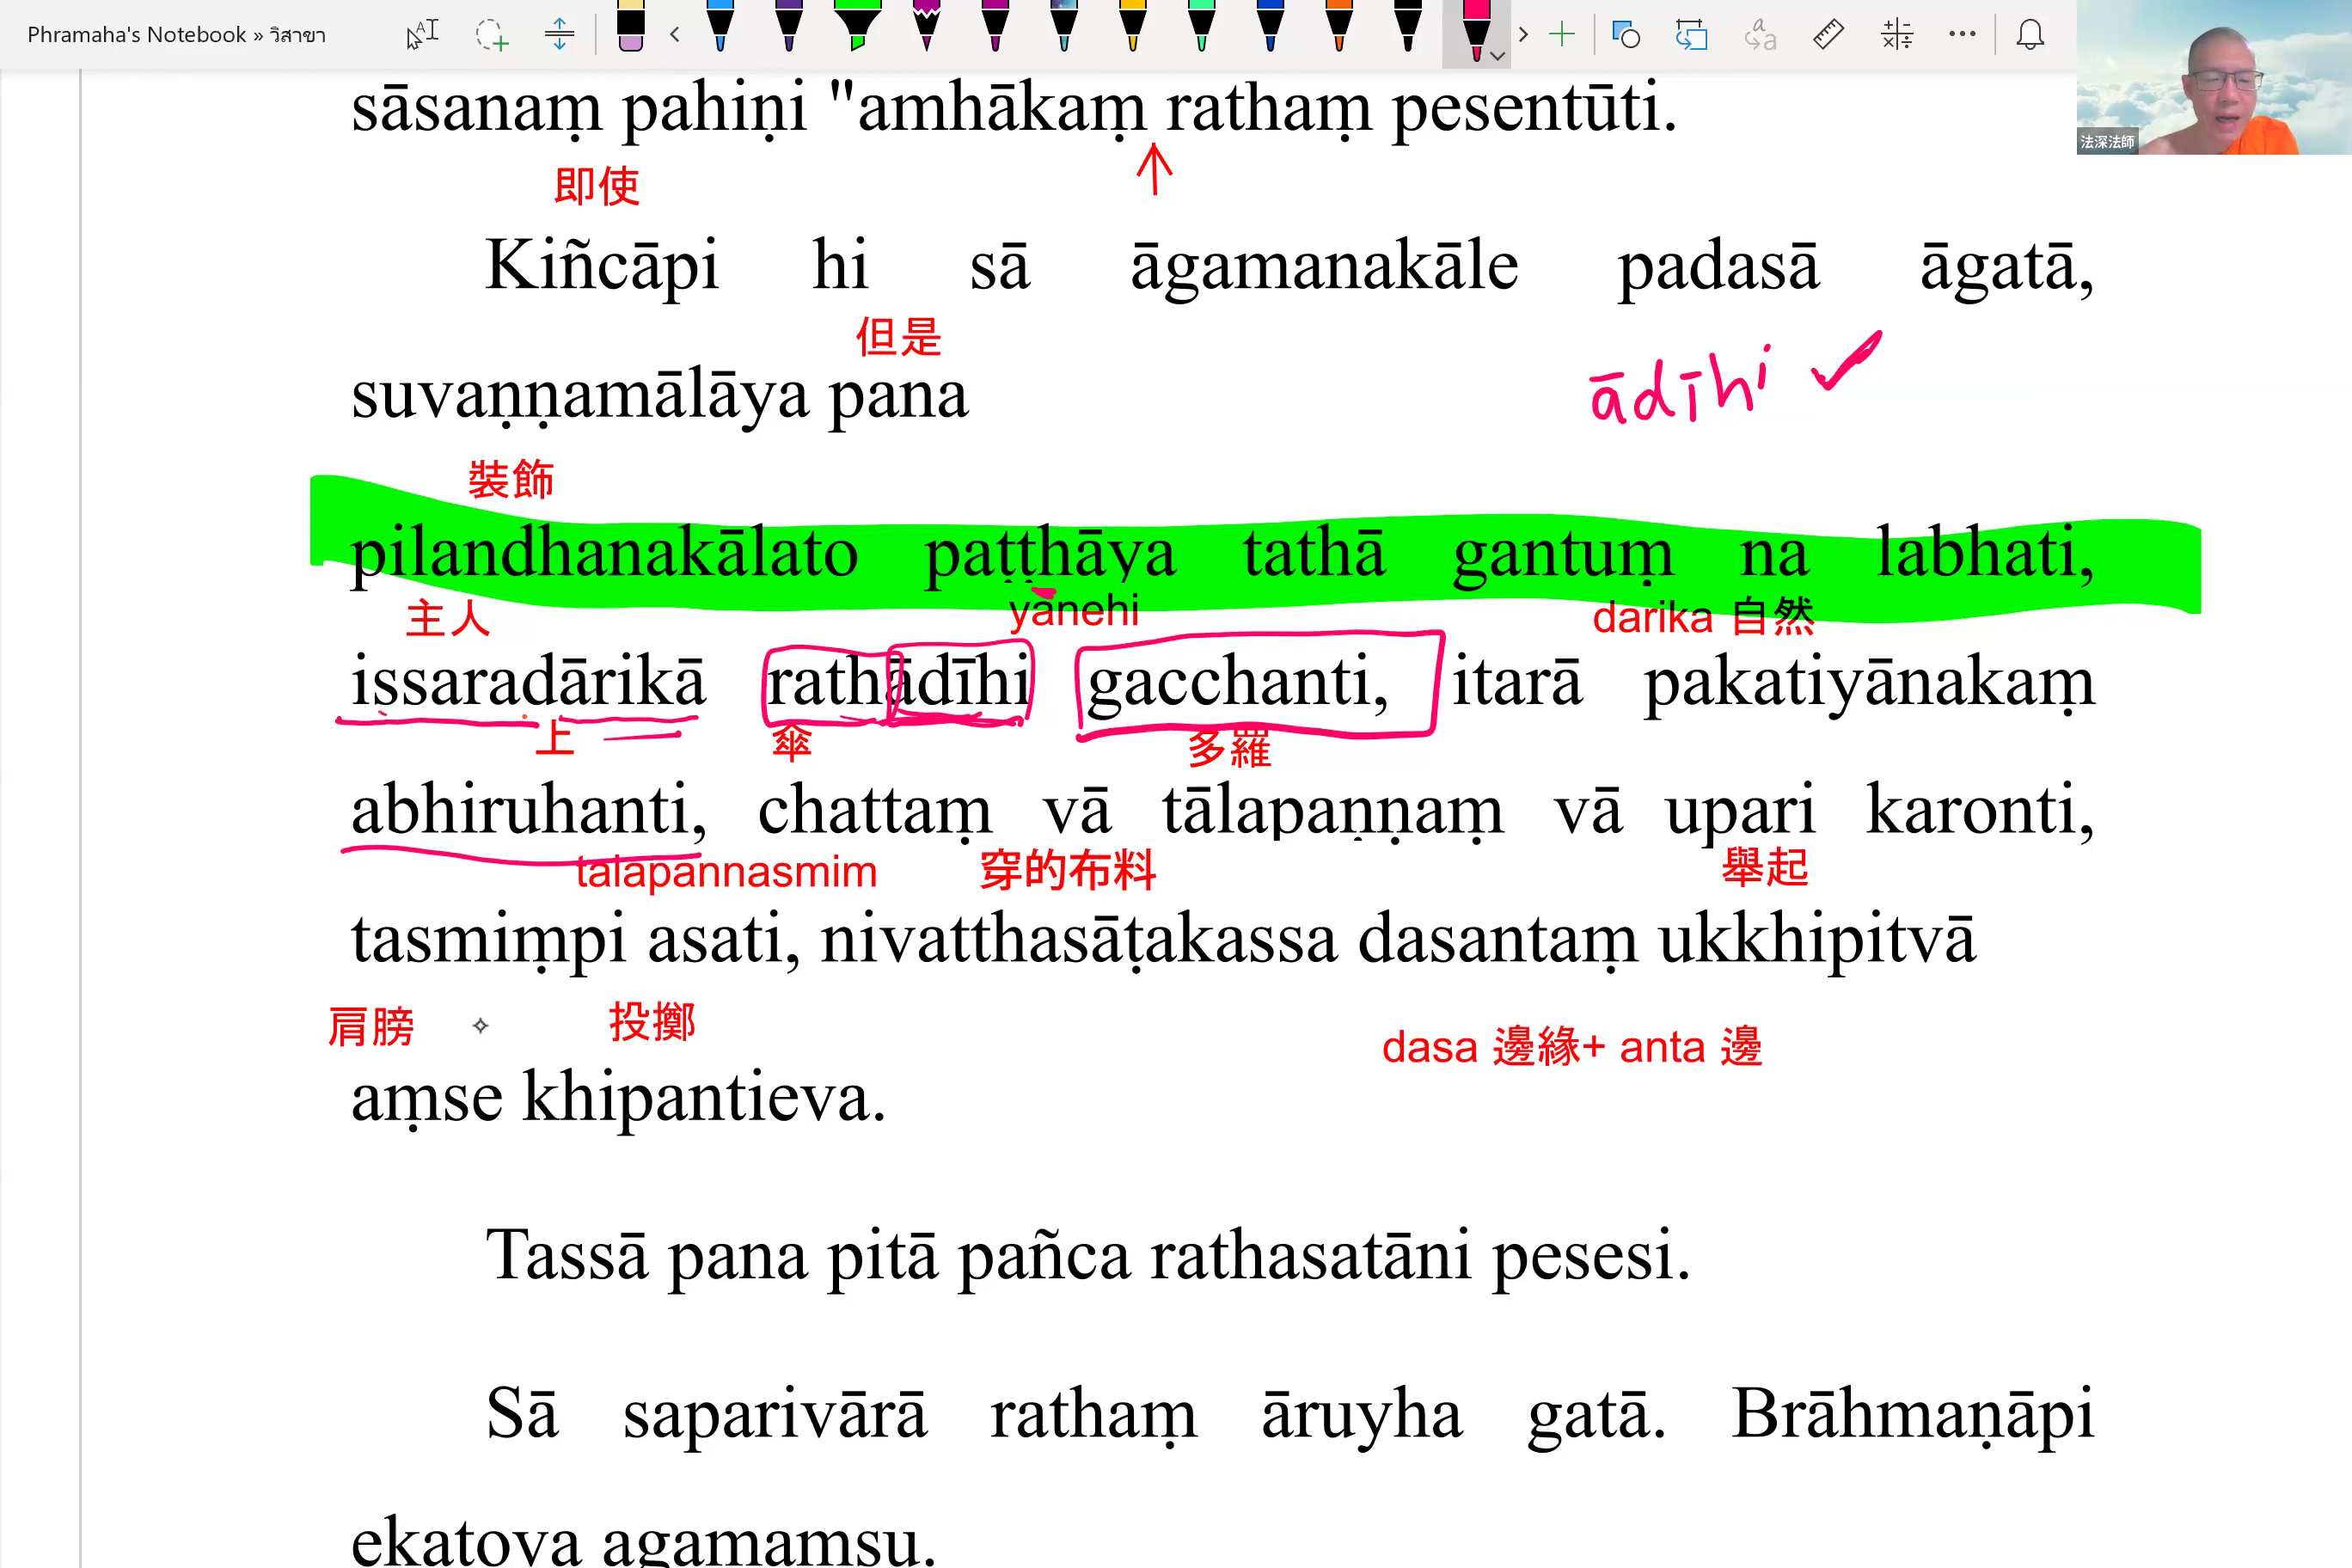 Phramaha's Notebook » วิสาขา
法深法師
sāsanaṃ pahiṇi "amhākaṃ rathaṃ pesentūti.
即使
Kiñcāpi hi sā āgamanakāle padasā āgatā,
但是
suvaṇṇamālāya pana
ādīhi ✓
裝飾
pilandhanakālato paṭṭhāya tathā gantuṃ na labhati,
主人 yānehi darika 自然
issaradārikā rathādīhi gacchanti, itarā pakatiyānakaṃ
上 傘 多羅
abhiruhanti, chattaṃ vā tālapaṇṇaṃ vā upari karonti,
talapannasmim 穿的布料 舉起
tasmiṃpi asati, nivatthasāṭakassa dasantaṃ ukkhipitvā
肩膀 投擲 dasa 邊緣+ anta 邊
aṃse khipantieva.
Tassā pana pitā pañca rathasatāni pesesi.
Sā saparivārā rathaṃ āruyha gatā. Brāhmaṇāpi
ekatova agamaṃsu.